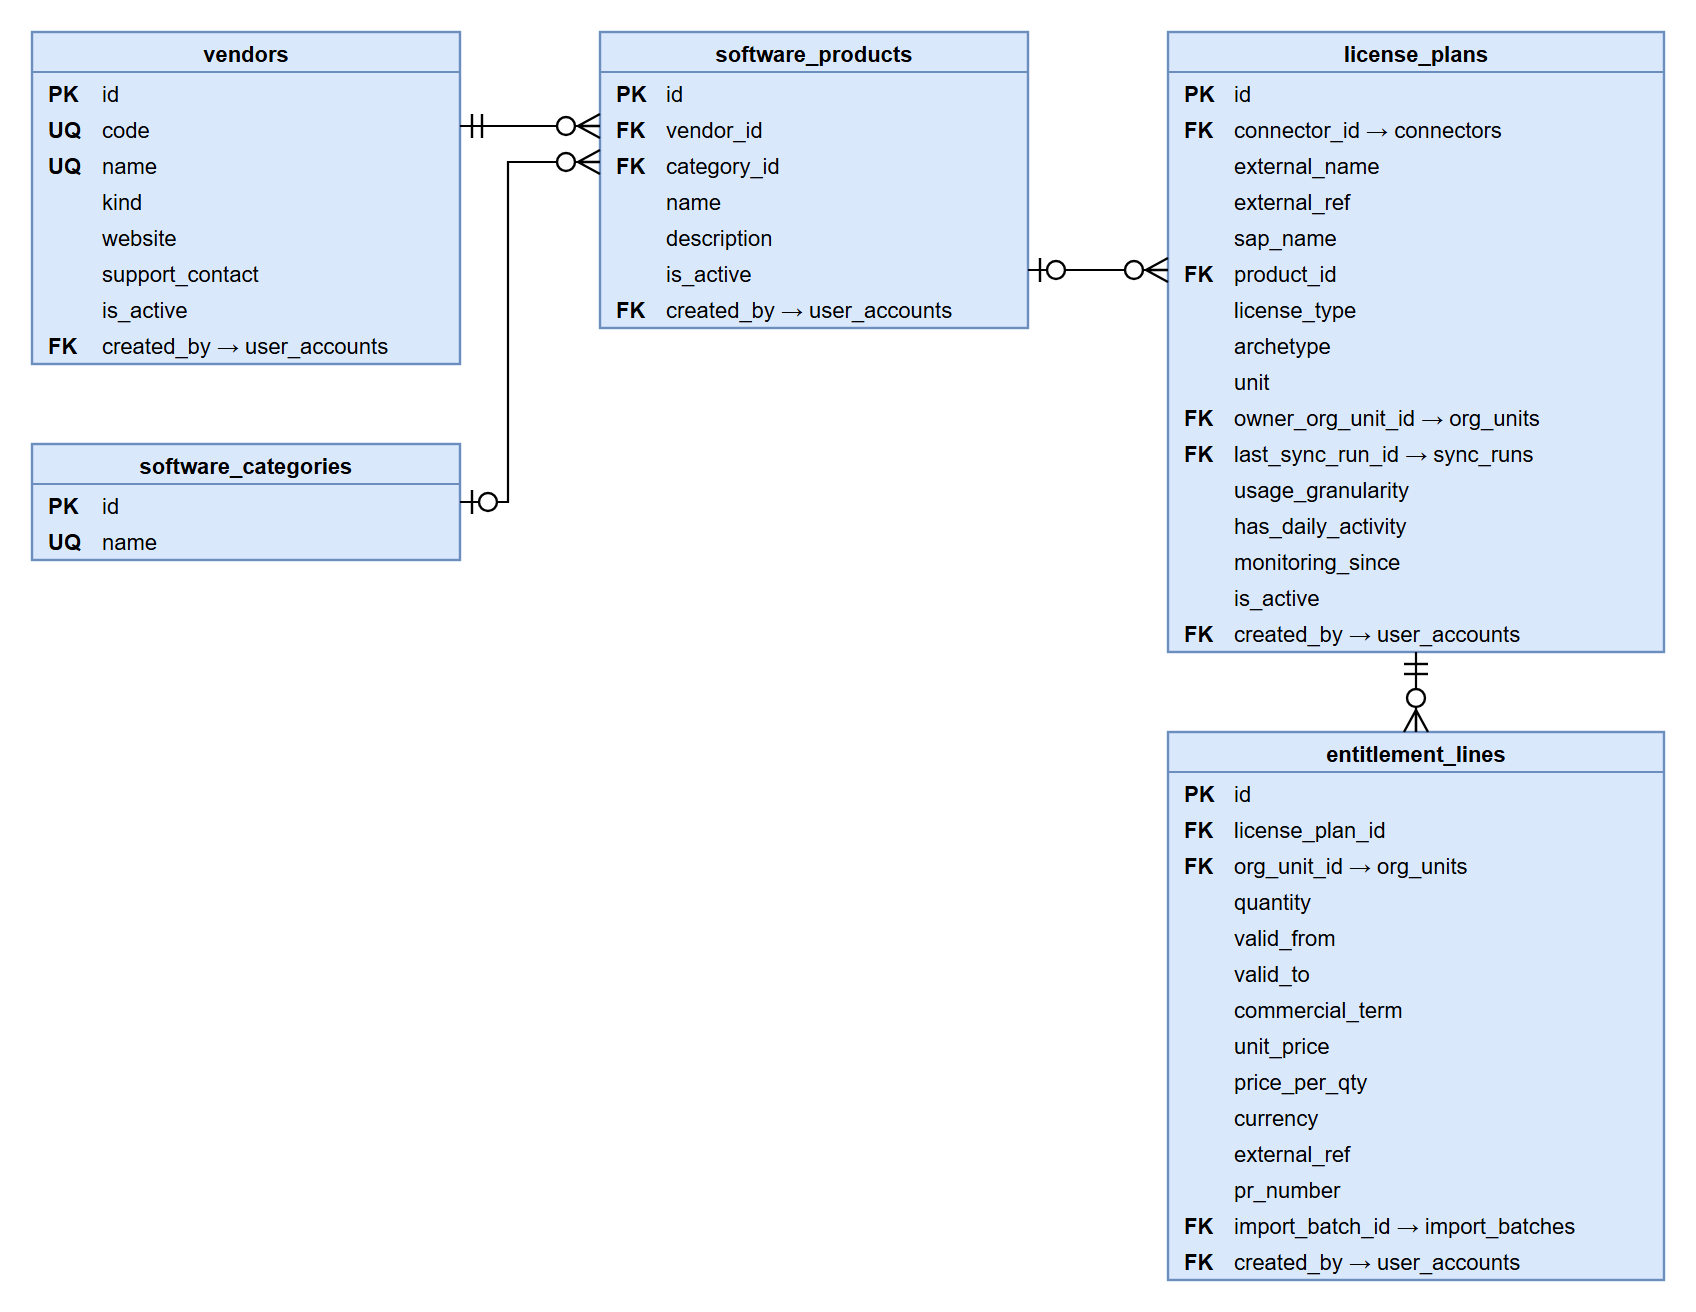 vendors
PK id
UQ code
UQ name
kind
website
support_contact
is_active
FK created_by → user_accounts
software_categories
PK id
UQ name
software_products
PK id
FK vendor_id
FK category_id
name
description
is_active
FK created_by → user_accounts
license_plans
PK id
FK connector_id → connectors
external_name
external_ref
sap_name
FK product_id
license_type
archetype
unit
FK owner_org_unit_id → org_units
FK last_sync_run_id → sync_runs
usage_granularity
has_daily_activity
monitoring_since
is_active
FK created_by → user_accounts
entitlement_lines
PK id
FK license_plan_id
FK org_unit_id → org_units
quantity
valid_from
valid_to
commercial_term
unit_price
price_per_qty
currency
external_ref
pr_number
FK import_batch_id → import_batches
FK created_by → user_accounts